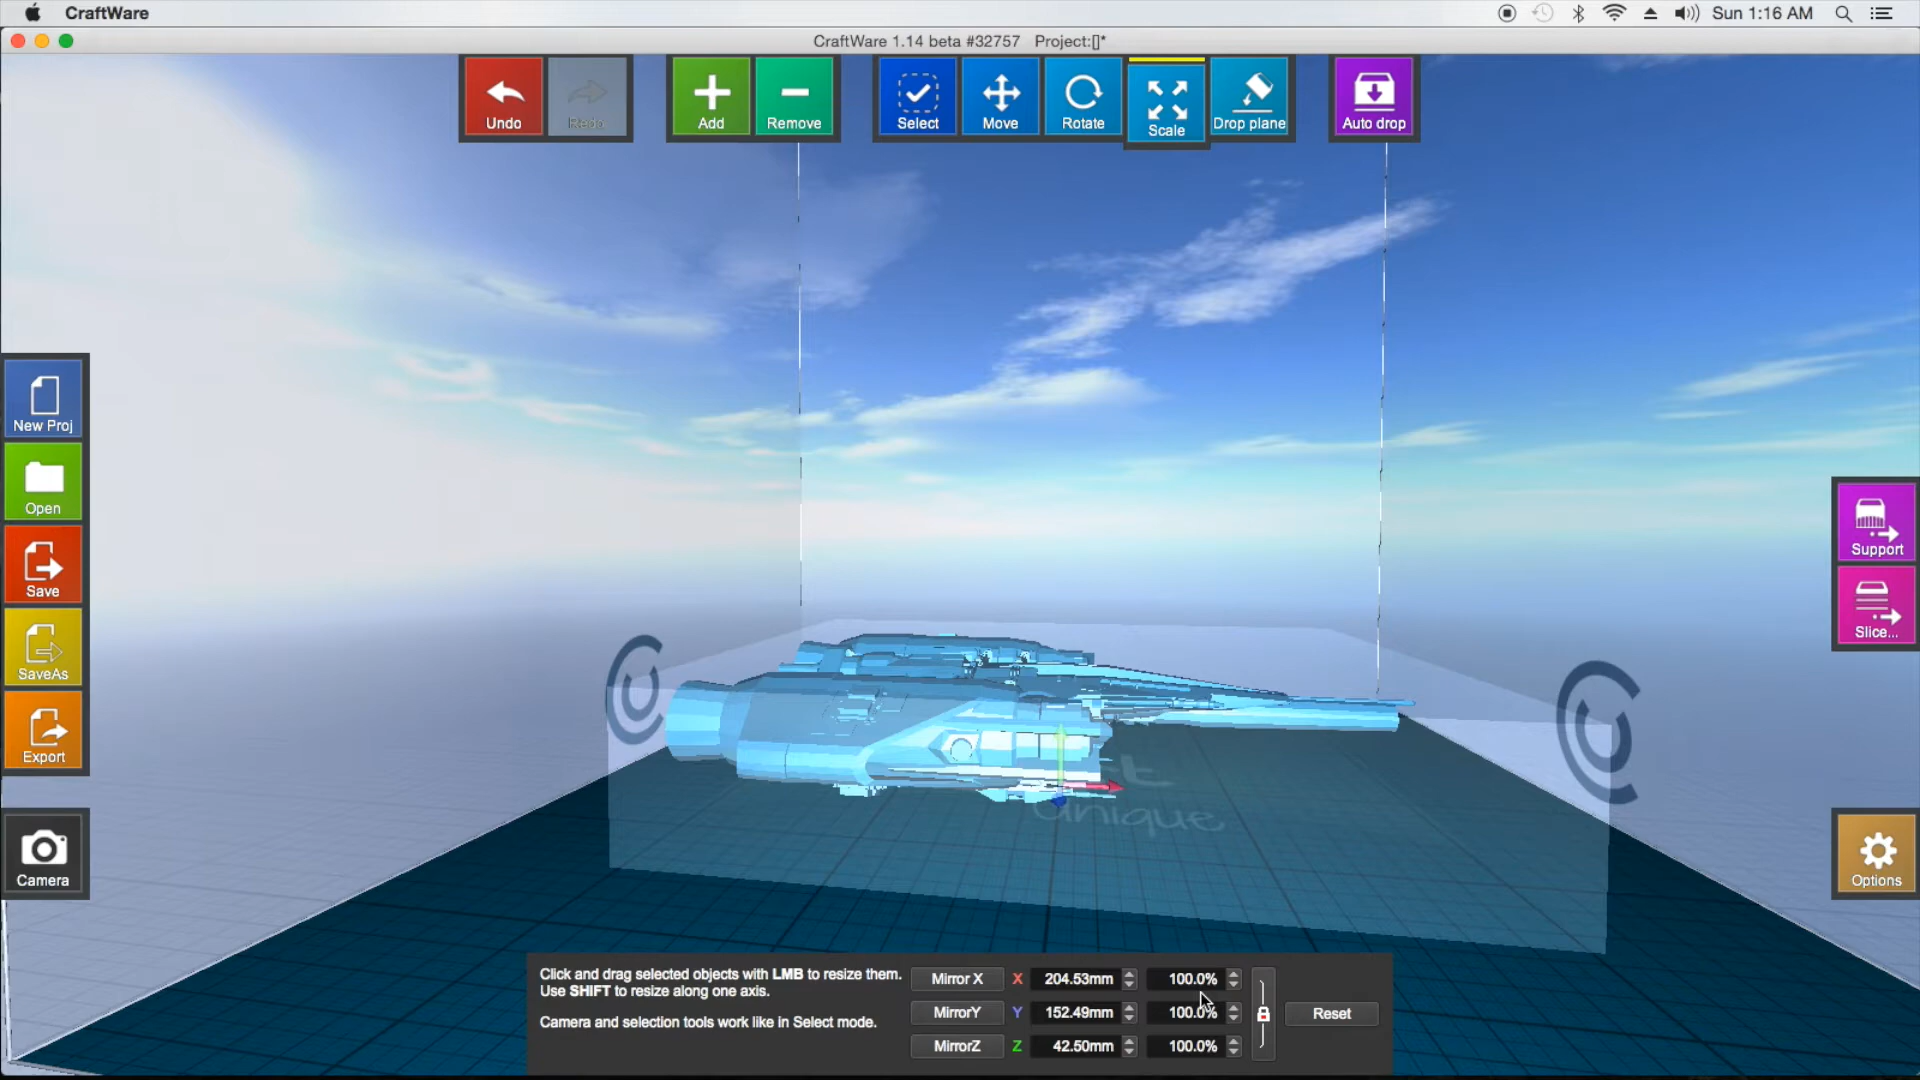 CraftWare
Sun 1:16 AM
CraftWare 1.14 beta #32757 Project:[]*
Undo
Redo
Add
Remove
Select
Move
Rotate
Scale
Drop plane
Auto drop
New Proj
Open
Save
SaveAs
Export
Camera
Support
Slice...
Options
unique
Click and drag selected objects with LMB to resize them.
Use SHIFT to resize along one axis.
Camera and selection tools work like in Select mode.
Mirror X X 204.53mm 100.0%
MirrorY Y 152.49mm 100.0%
MirrorZ Z 42.50mm 100.0%
Reset